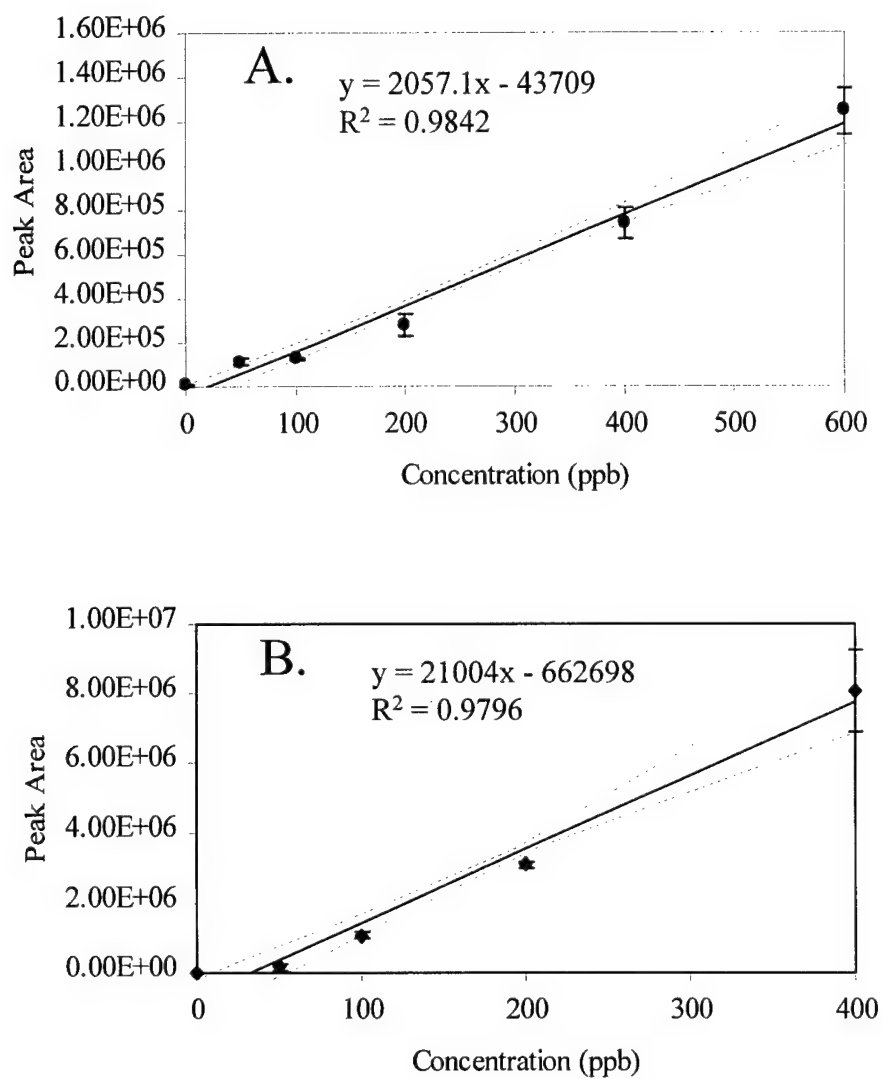 1.60E+06
1.40E+06
1.20E+06
1.00E+06
8.00E+05
6.00E+05
4.00E+05
2.00E+05
0.00E+00
Peak Area
A.
y = 2057.1x - 43709
R² = 0.9842
0 100 200 300 400 500 600
Concentration (ppb)
1.00E+07
8.00E+06
6.00E+06
4.00E+06
2.00E+06
0.00E+00
Peak Area
B.
y = 21004x - 662698
R² = 0.9796
0 100 200 300 400
Concentration (ppb)